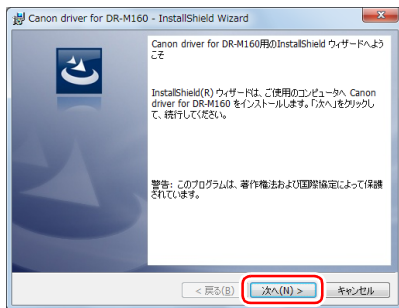 Canon driver for DR-M160 - InstallShield Wizard
Canon driver for DR-M160用のInstallShield ウィザードへよう
こそ
InstallShield(R) ウィザードは、ご使用のコンピュータへ Canon
driver for DR-M160 をインストールします。「次へ」をクリックし
て、続行してください。
警告: このプログラムは、著作権法および国際協定によって保護
されています。
< 戻る(B)
次へ(N) >
キャンセル